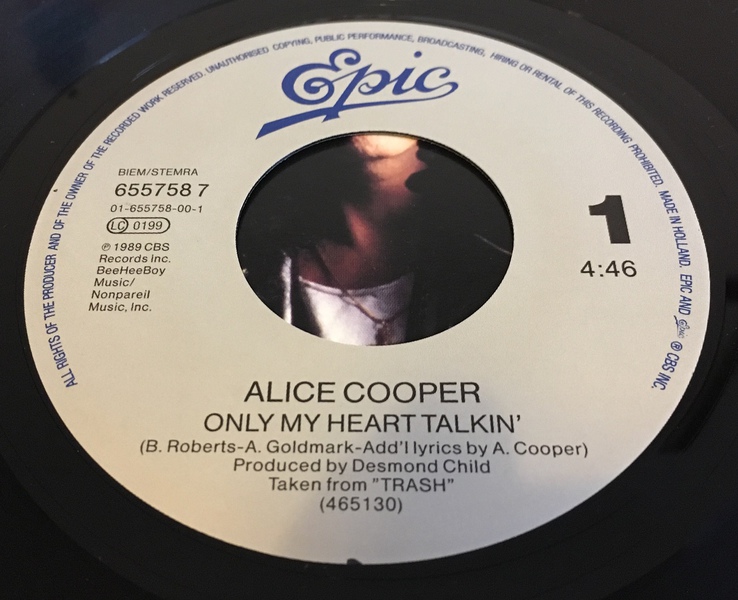 ALL RIGHTS OF THE PRODUCER AND OF THE OWNER OF THE RECORDED WORK RESERVED. UNAUTHORISED COPYING, PUBLIC PERFORMANCE, BROADCASTING, HIRING OR RENTAL OF THIS RECORDING PROHIBITED. MADE IN HOLLAND. EPIC AND Epic ® CBS INC.
Epic
BIEM/STEMRA
655758 7
01-655758-00-1
LC 0199
℗ 1989 CBS
Records Inc.
BeeHeeBoy
Music/
Nonpareil
Music, Inc.
1
4:46
ALICE COOPER
ONLY MY HEART TALKIN'
(B. Roberts-A. Goldmark-Add'l lyrics by A. Cooper)
Produced by Desmond Child
Taken from "TRASH"
(465130)